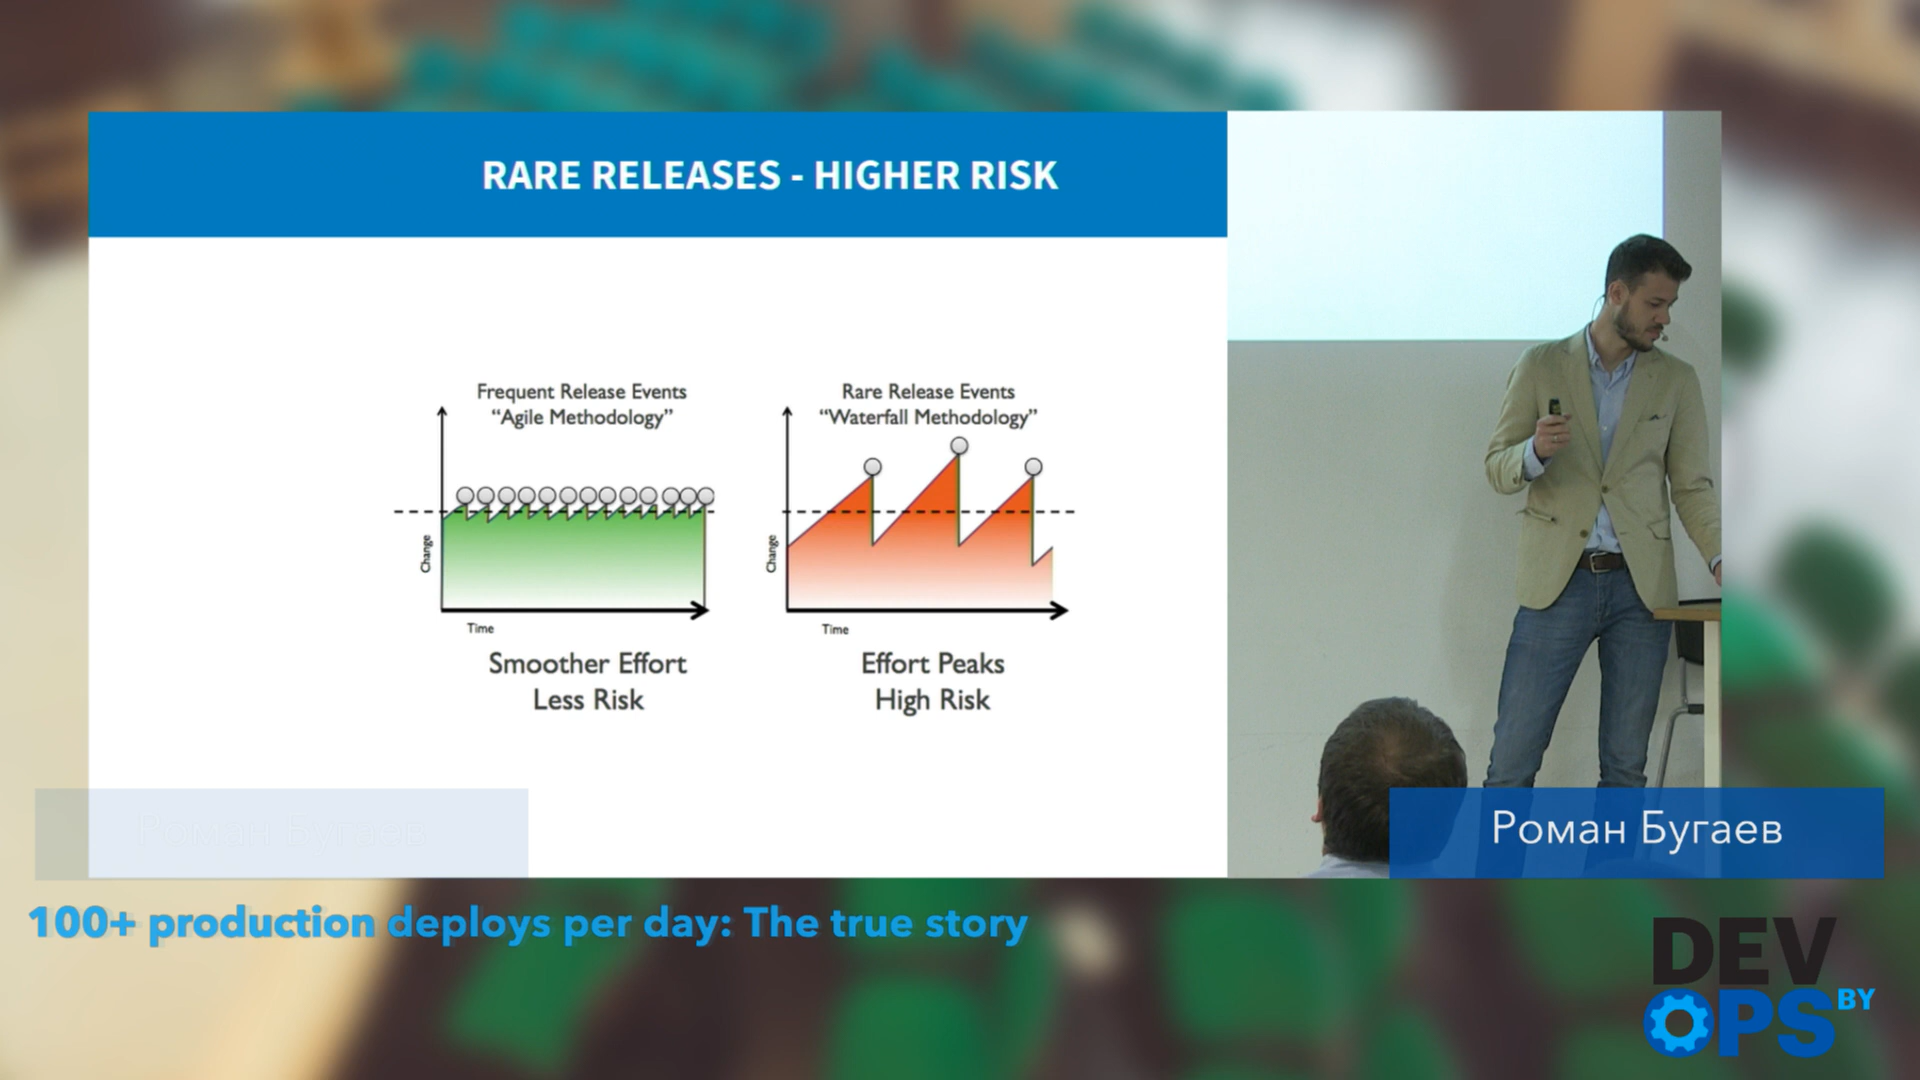 RARE RELEASES - HIGHER RISK
Frequent Release Events
“Agile Methodology”
Change
Time
Smoother Effort
Less Risk
Rare Release Events
“Waterfall Methodology”
Change
Time
Effort Peaks
High Risk
Роман Бугаев
Роман Бугаев
100+ production deploys per day: The true story
DEV
OPS BY